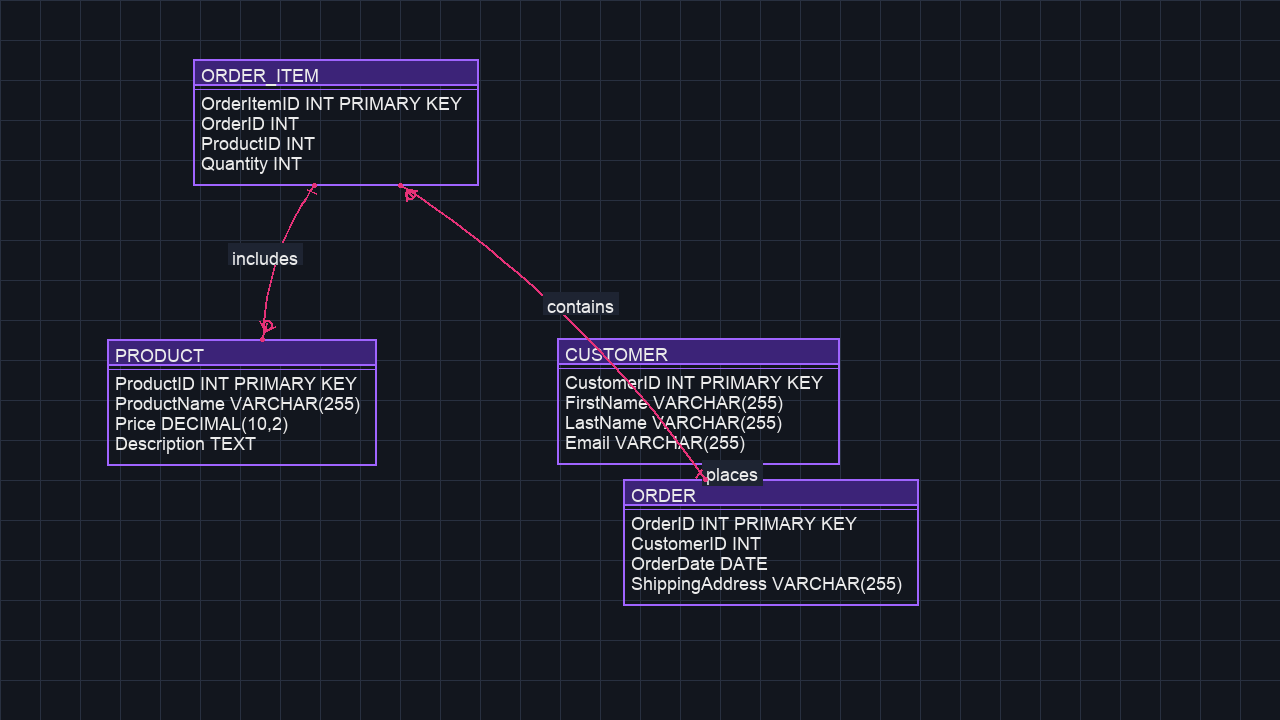 ORDER_ITEM
OrderItemID INT PRIMARY KEY
OrderID INT
ProductID INT
Quantity INT
includes
contains
PRODUCT
ProductID INT PRIMARY KEY
ProductName VARCHAR(255)
Price DECIMAL(10,2)
Description TEXT
CUSTOMER
CustomerID INT PRIMARY KEY
FirstName VARCHAR(255)
LastName VARCHAR(255)
Email VARCHAR(255)
places
ORDER
OrderID INT PRIMARY KEY
CustomerID INT
OrderDate DATE
ShippingAddress VARCHAR(255)